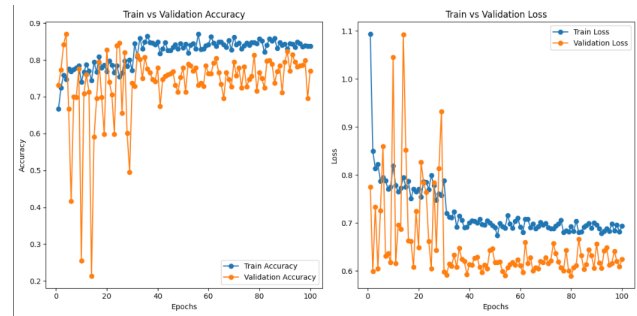 Train vs Validation Accuracy
0.9
0.8
0.7
0.6
0.5
0.4
0.3
0.2
Accuracy
0
20
40
60
80
100
Epochs
Train Accuracy
Validation Accuracy
Train vs Validation Loss
1.1
1.0
0.9
0.8
0.7
0.6
Loss
0
20
40
60
80
100
Epochs
Train Loss
Validation Loss